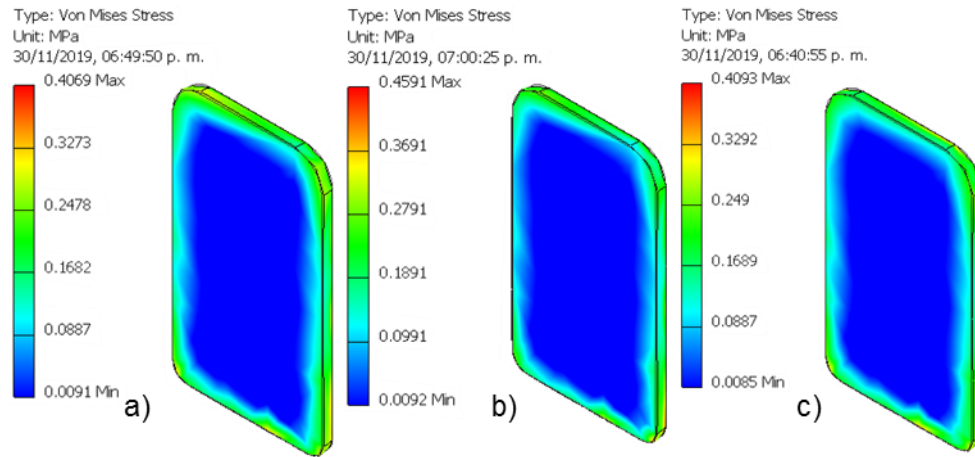 Type: Von Mises Stress
Unit: MPa
30/11/2019, 06:49:50 p. m.
0.4069 Max
0.3273
0.2478
0.1682
0.0887
0.0091 Min
a)
Type: Von Mises Stress
Unit: MPa
30/11/2019, 07:00:25 p. m.
0.4591 Max
0.3691
0.2791
0.1891
0.0991
0.0092 Min
b)
Type: Von Mises Stress
Unit: MPa
30/11/2019, 06:40:55 p. m.
0.4093 Max
0.3292
0.249
0.1689
0.0887
0.0085 Min
c)